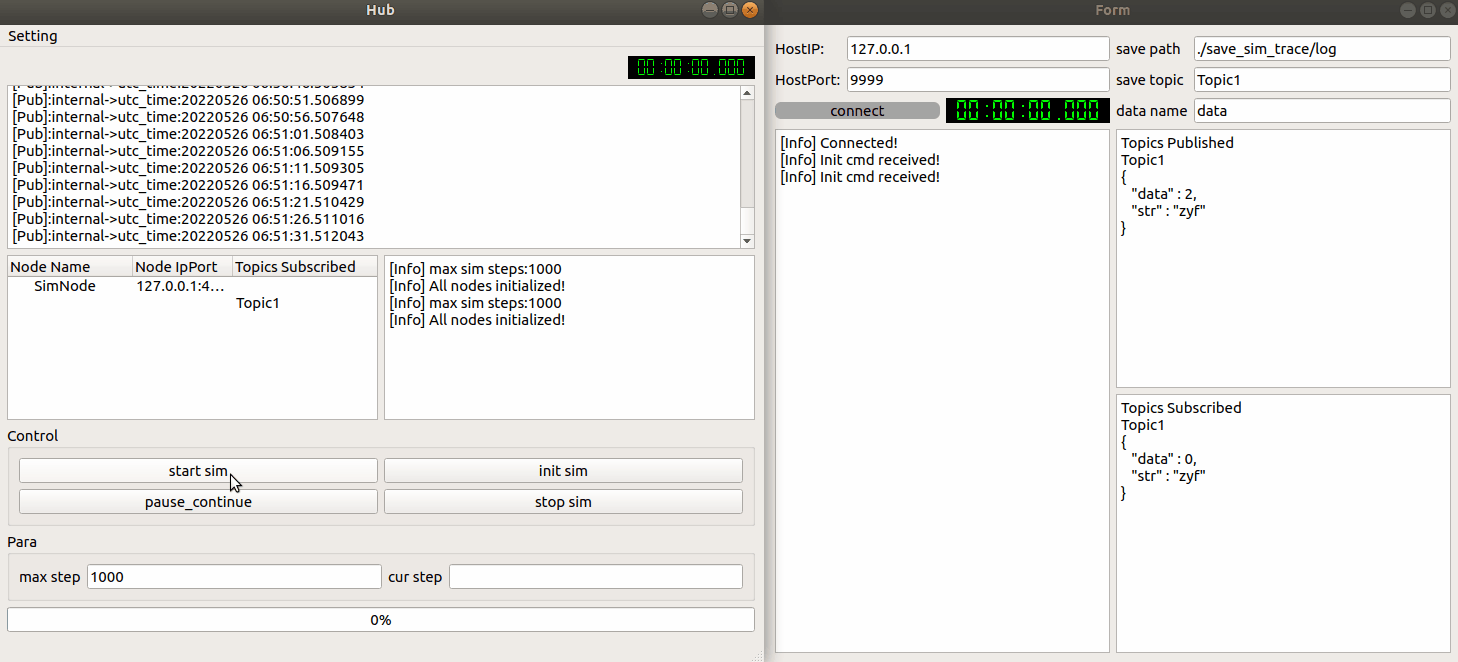 Hub
Setting
00:00:00.000
[Pub]:internal->utc_time:20220526 06:50:51.506899
[Pub]:internal->utc_time:20220526 06:50:56.507648
[Pub]:internal->utc_time:20220526 06:51:01.508403
[Pub]:internal->utc_time:20220526 06:51:06.509155
[Pub]:internal->utc_time:20220526 06:51:11.509305
[Pub]:internal->utc_time:20220526 06:51:16.509471
[Pub]:internal->utc_time:20220526 06:51:21.510429
[Pub]:internal->utc_time:20220526 06:51:26.511016
[Pub]:internal->utc_time:20220526 06:51:31.512043
Node Name Node IpPort Topics Subscribed
SimNode 127.0.0.1:4...
Topic1
[Info] max sim steps:1000
[Info] All nodes initialized!
[Info] max sim steps:1000
[Info] All nodes initialized!
Control
start sim init sim
pause_continue stop sim
Para
max step 1000 cur step
0%
Form
HostIP: 127.0.0.1 save path ./save_sim_trace/log
HostPort: 9999 save topic Topic1
connect 00:00:00.000 data name data
[Info] Connected!
[Info] Init cmd received!
[Info] Init cmd received!
Topics Published
Topic1
{
"data" : 2,
"str" : "zyf"
}
Topics Subscribed
Topic1
{
"data" : 0,
"str" : "zyf"
}